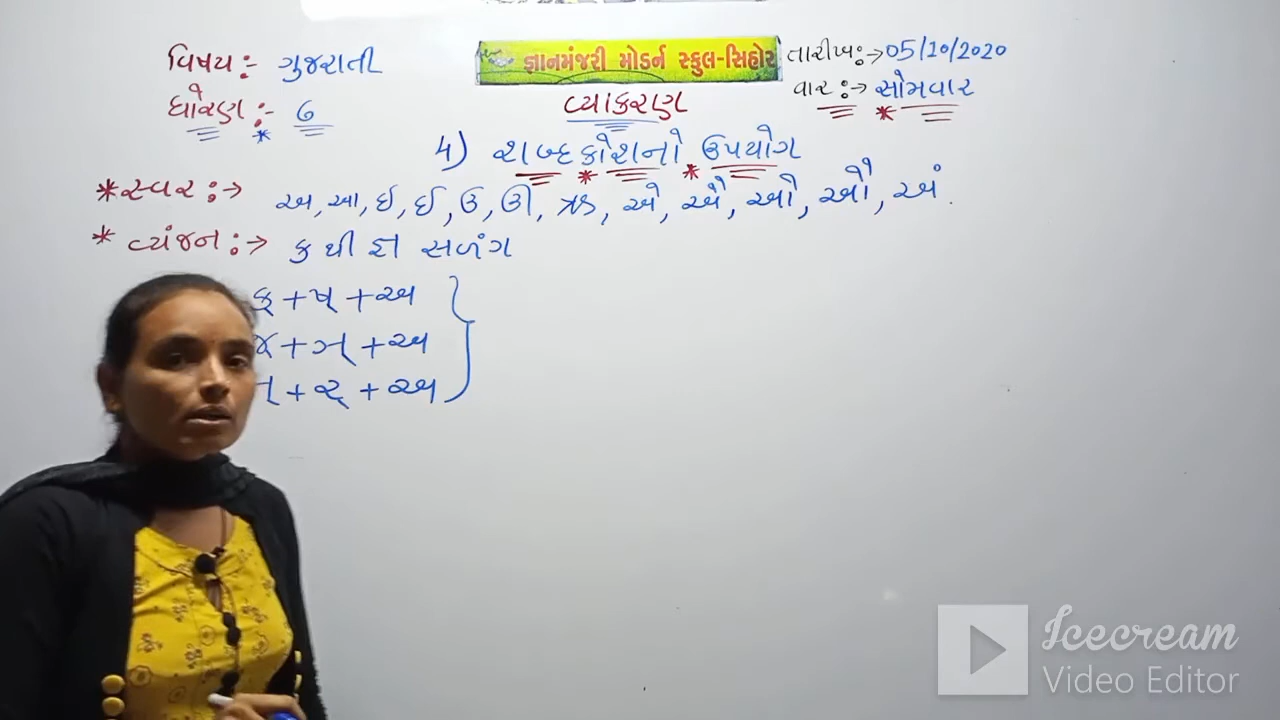 વિષય :- ગુજરાતી
જ્ઞાનમંજરી મોડર્ન સ્કુલ-સિહોર
તારીખ :→ 05/10/2020
ધોરણ :- ૭
વ્યાકરણ
વાર :→ સોમવાર
4) શબ્દકોશનો ઉપયોગ
* સ્વર :→ અ, આ, ઇ, ઈ, ઉ, ઊ, ઋ, એ, ઐ, ઓ, ઔ, અં.
* વ્યંજન :→ ક થી જ્ઞ સળંગ
ક્ + ષ્ + અ
+ ઞ્ + અ
ત્ + ર્ + અ
Icecream
Video Editor